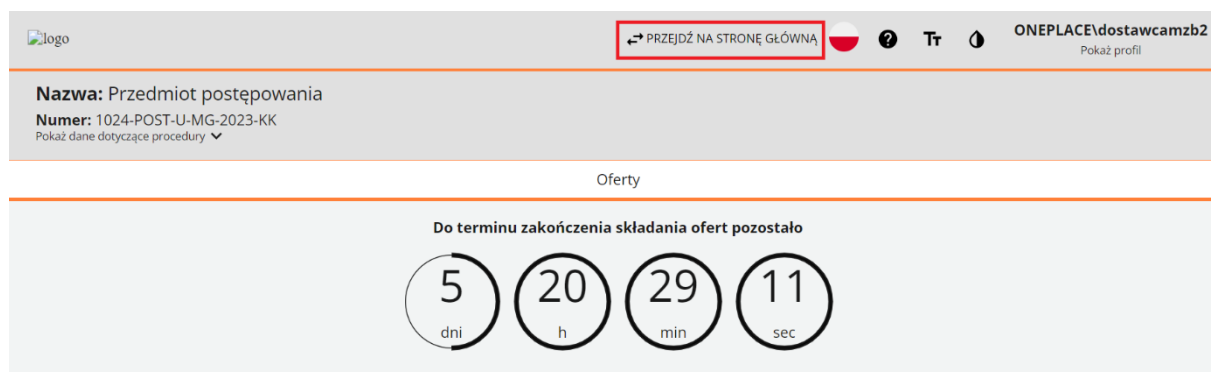 logo
PRZEJDŹ NA STRONĘ GŁÓWNĄ
Tт
ONEPLACE\dostawcamzb2
Pokaż profil
Nazwa: Przedmiot postępowania
Numer: 1024-POST-U-MG-2023-KK
Pokaż dane dotyczące procedury
Oferty
Do terminu zakończenia składania ofert pozostało
5 20 29 11
dni h min sec